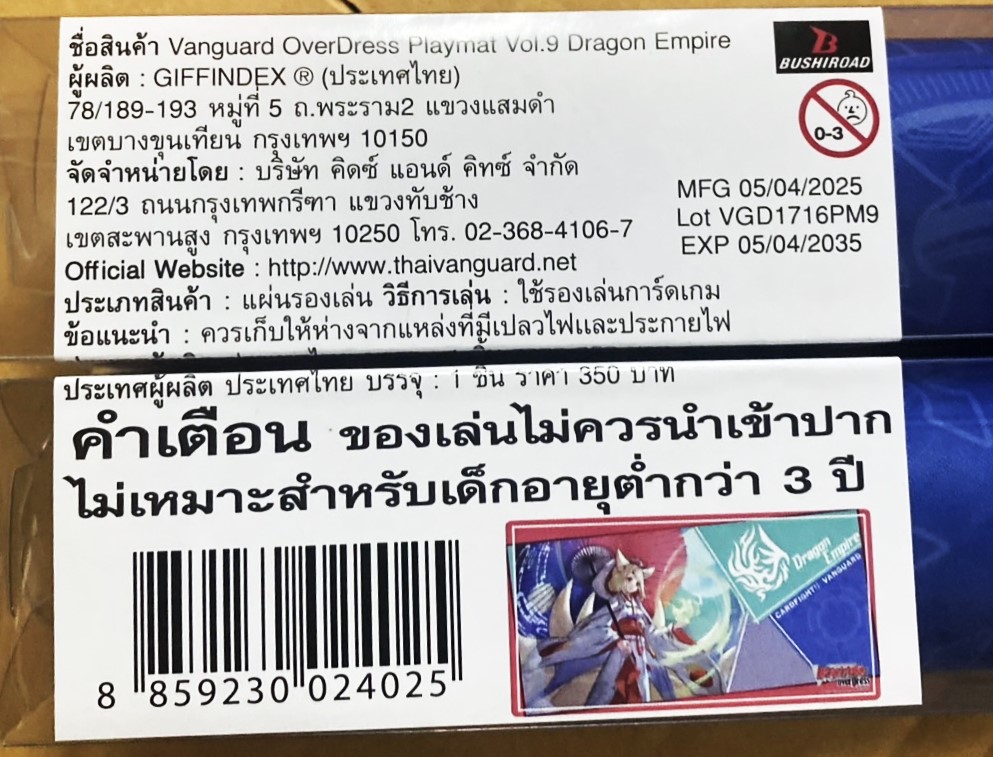 ชื่อสินค้า Vanguard OverDress Playmat Vol.9 Dragon Empire
BUSHIROAD
ผู้ผลิต : GIFFINDEX ® (ประเทศไทย)
78/189-193 หมู่ที่ 5 ถ.พระราม2 แขวงแสมดำ
0-3
เขตบางขุนเทียน กรุงเทพฯ 10150
จัดจำหน่ายโดย : บริษัท คิดซ์ แอนด์ คิทซ์ จำกัด
122/3 ถนนกรุงเทพกรีฑา แขวงทับช้าง
เขตสะพานสูง กรุงเทพฯ 10250 โทร. 02-368-4106-7
MFG 05/04/2025
Lot VGD1716PM9
EXP 05/04/2035
Official Website : http://www.thaivanguard.net
ประเภทสินค้า : แผ่นรองเล่น วิธีการเล่น : ใช้รองเล่นการ์ดเกม
ข้อแนะนำ : ควรเก็บให้ห่างจากแหล่งที่มีเปลวไฟและประกายไฟ
ประเทศผู้ผลิต ประเทศไทย บรรจุ : 1 ชิ้น ราคา 350 บาท
คำเตือน ของเล่นไม่ควรนำเข้าปาก
ไม่เหมาะสำหรับเด็กอายุต่ำกว่า 3 ปี
Dragon
Empire
CARDFIGHT!! VANGUARD
8 859230 024025